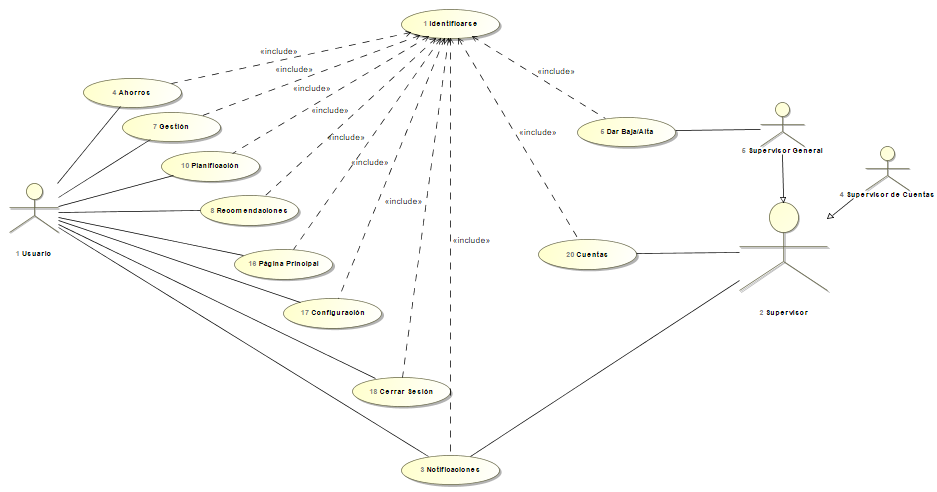 1 Identificarse
«include»
«include»
«include»
«include»
«include»
«include»
«include»
«include»
«include»
4 Ahorros
7 Gestión
10 Planificación
8 Recomendaciones
16 Página Principal
17 Configuración
18 Cerrar Sesión
3 Notificaciones
1 Usuario
6 Dar Baja/Alta
20 Cuentas
5 Supervisor General
4 Supervisor de Cuentas
2 Supervisor